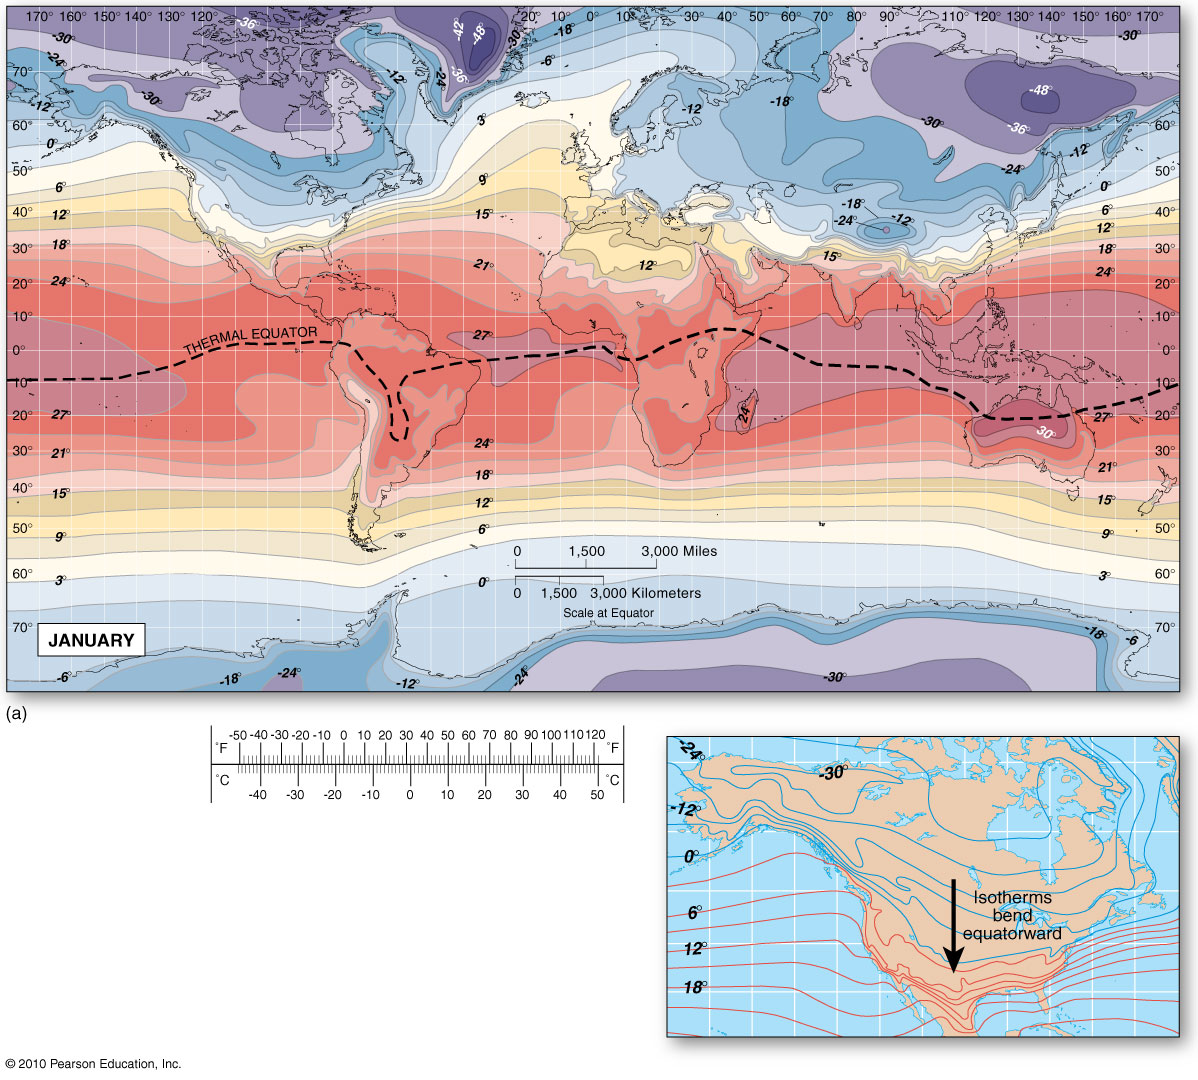 170° 160° 150° 140° 130° 120° 110° -36° 20° 10° 0° 10° 30° 40° 50° 60° 70° 80° 90° 110° 120° 130° 140° 150° 160° 170°
-30° -42° -48° -30° -18° -30°
-24° -6°
70° -12° -24° -36° -18° -48° 70°
-12° -30° -12°
60° 3° -30° -36° 60°
0° -12°
50° 9° -24° 50°
6° 0°
40° 12° 15° -18° -24° -12° 6° 40°
12°
30° 18° 12° 15° 18° 30°
21°
20° 24° 24° 20°
10° 27° 10°
THERMAL EQUATOR
0° 0°
10° 10°
20° 27° 24° 27° 20°
30°
30° 21° 24° 21° 30°
18°
40° 15° 12° 15° 40°
50° 9° 6° 9° 50°
0 1,500 3,000 Miles
60° 3° 0° 3° 60°
0 1,500 3,000 Kilometers
Scale at Equator
70° -18° -6° 70°
JANUARY
-6° -18° -24° -12° -24° -30°
(a)
°F -50 -40 -30 -20 -10 0 10 20 30 40 50 60 70 80 90 100 110 120 °F
°C °C
-40 -30 -20 -10 0 10 20 30 40 50
-24°
-30°
-12°
0°
Isotherms
bend
equatorward
6°
12°
18°
© 2010 Pearson Education, Inc.